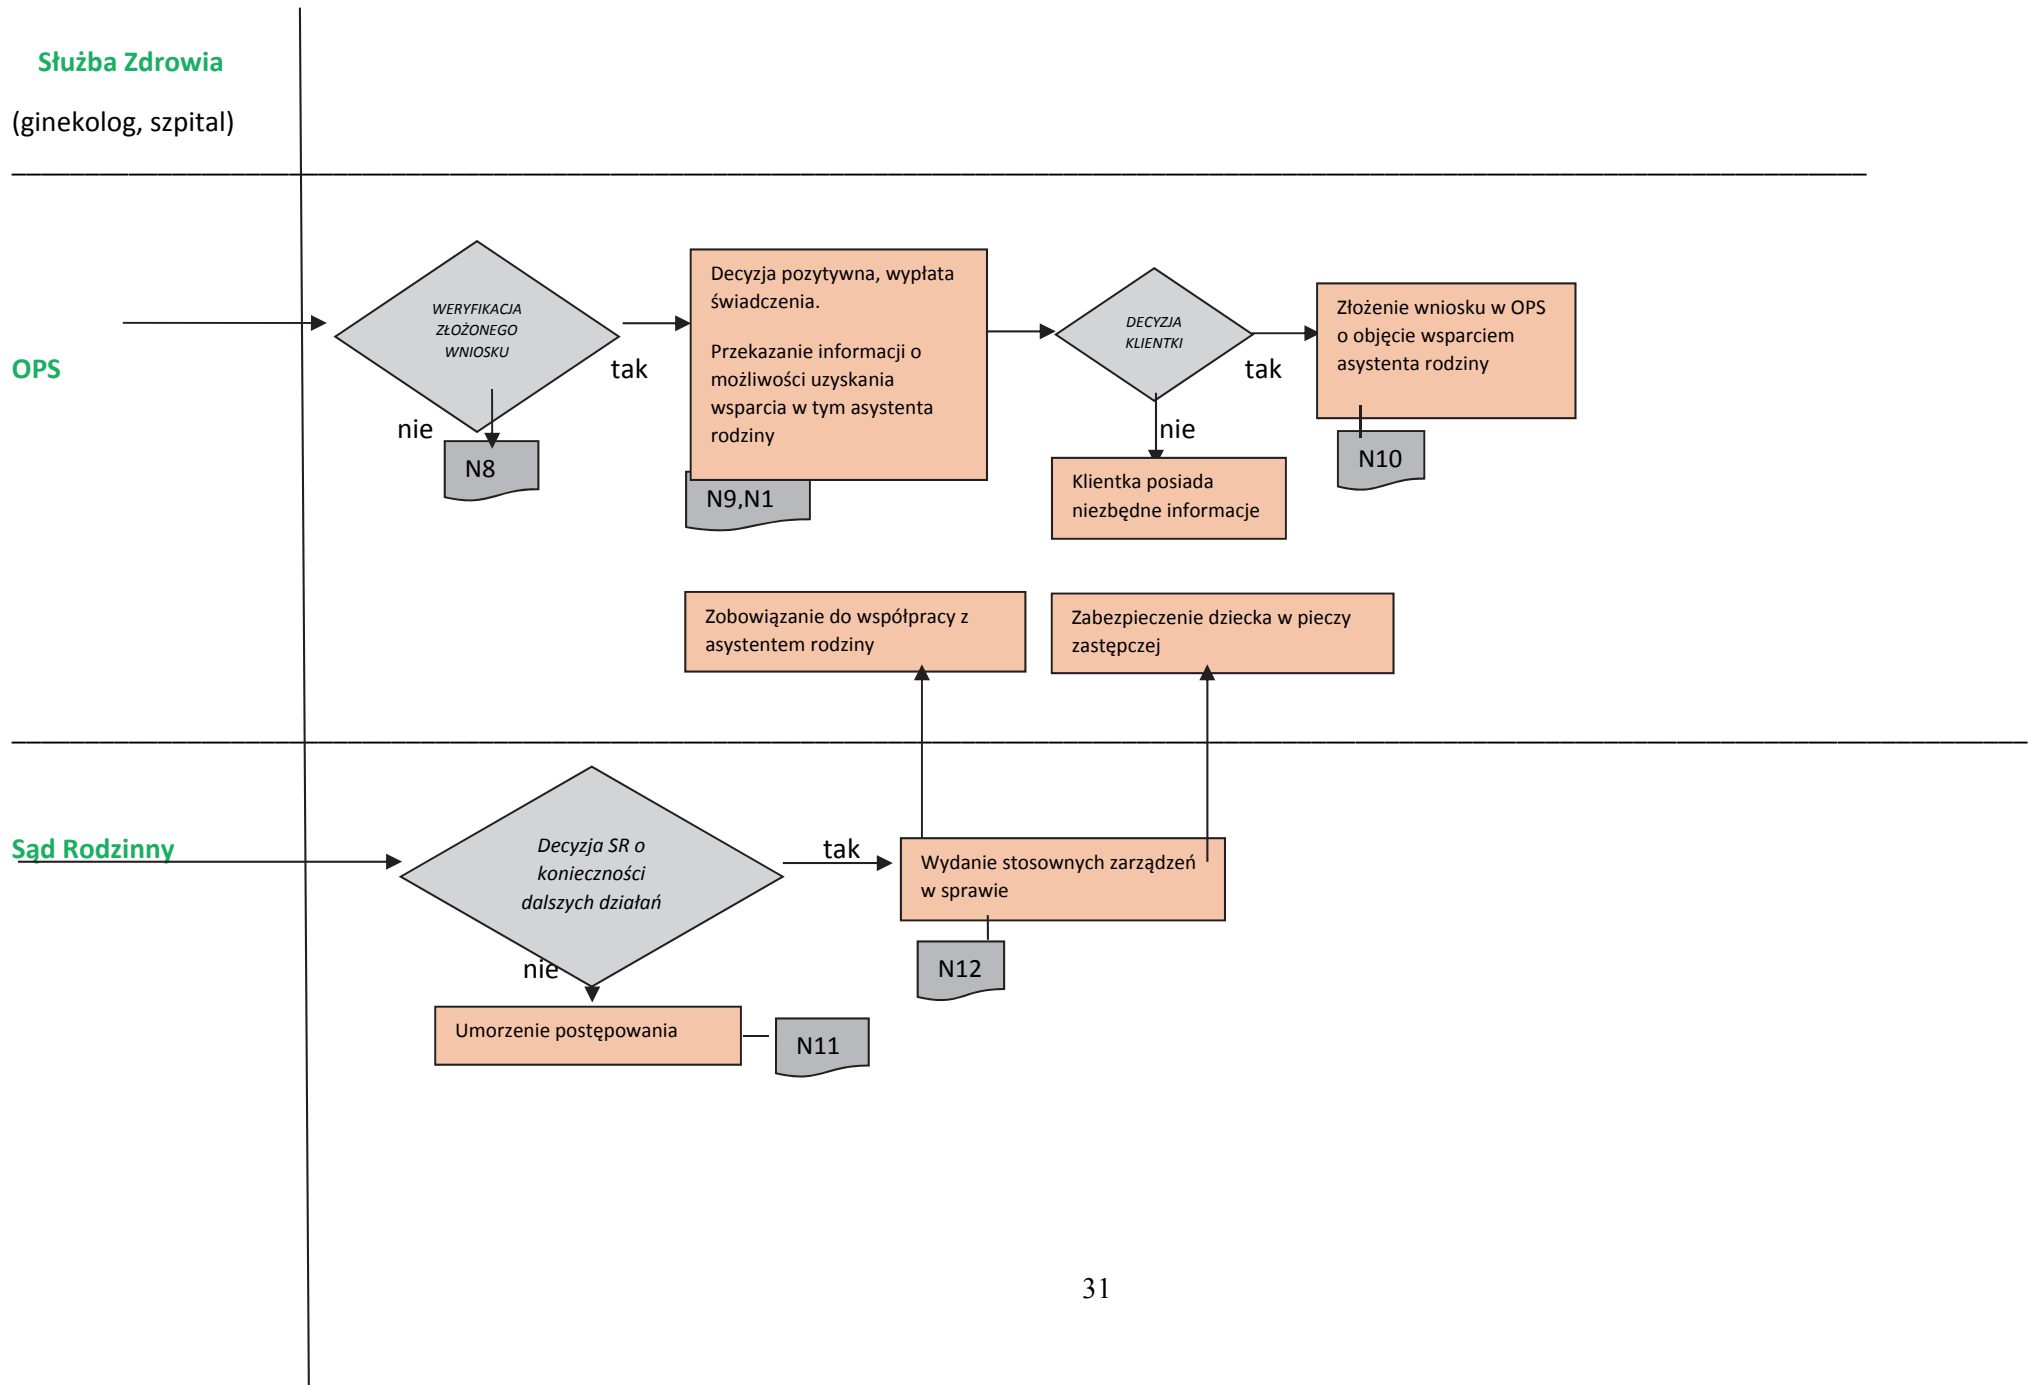 Służba Zdrowia
(ginekolog, szpital)
OPS
WERYFIKACJA
ZŁOŻONEGO
WNIOSKU
tak
nie
N8
Decyzja pozytywna, wypłata
świadczenia.
Przekazanie informacji o
możliwości uzyskania
wsparcia w tym asystenta
rodziny
N9,N1
DECYZJA
KLIENTKI
tak
nie
Klientka posiada
niezbędne informacje
Złożenie wniosku w OPS
o objęcie wsparciem
asystenta rodziny
N10
Zobowiązanie do współpracy z
asystentem rodziny
Zabezpieczenie dziecka w pieczy
zastępczej
Sąd Rodzinny
Decyzja SR o
konieczności
dalszych działań
tak
nie
Wydanie stosownych zarządzeń
w sprawie
N12
Umorzenie postępowania
N11
31